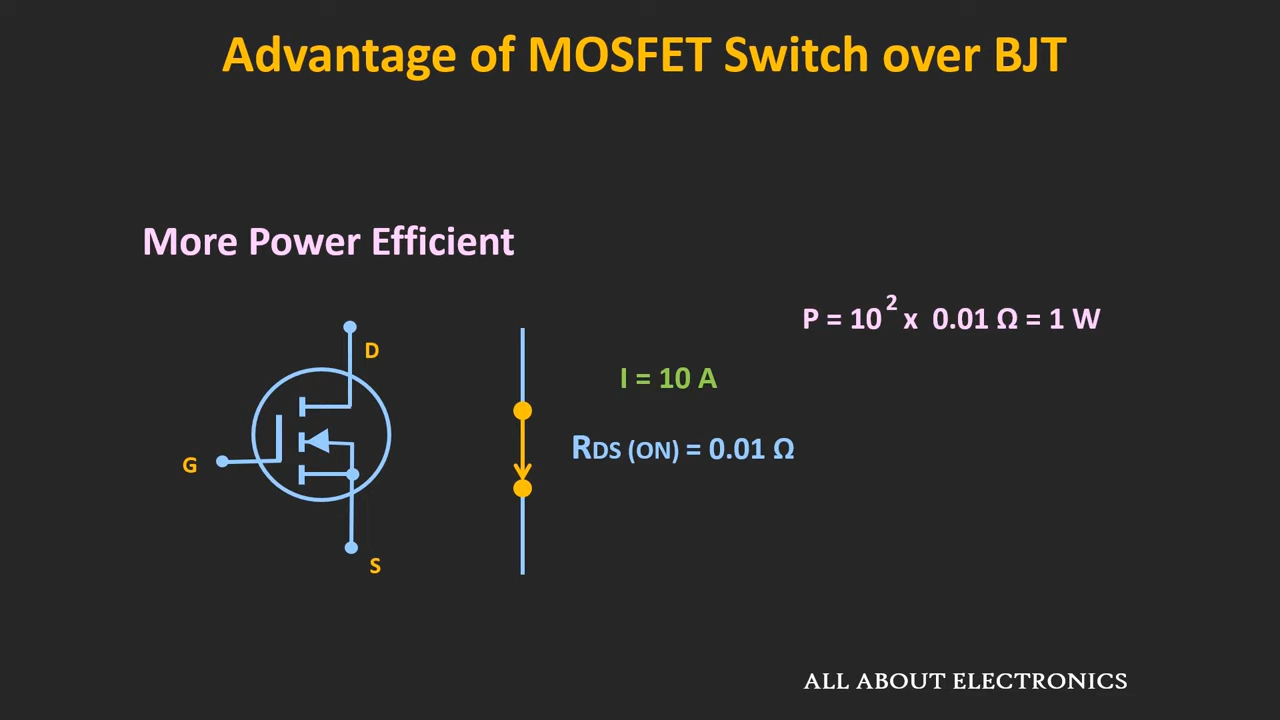 Advantage of MOSFET Switch over BJT
More Power Efficient
P = 10² x 0.01 Ω = 1 W
D
I = 10 A
G
RDS (ON) = 0.01 Ω
S
ALL ABOUT ELECTRONICS